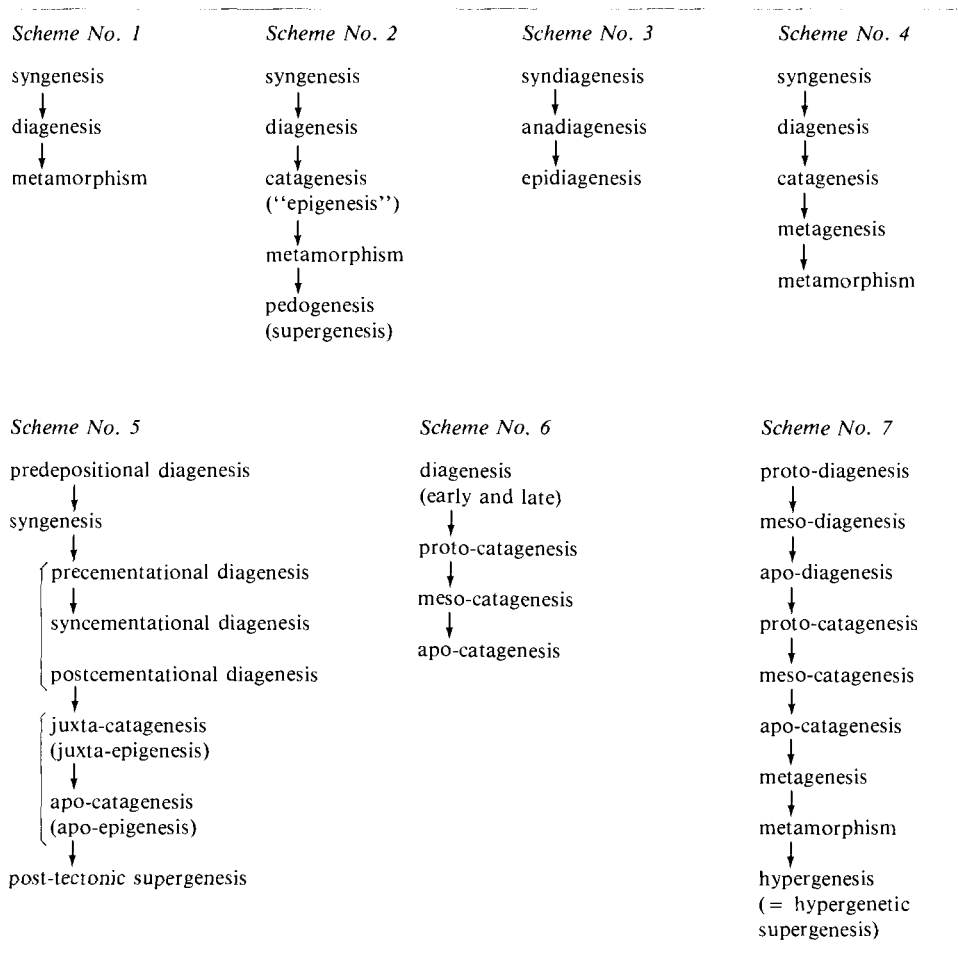 Scheme No. 1
syngenesis
diagenesis
metamorphism
Scheme No. 2
syngenesis
diagenesis
catagenesis
(“epigenesis”)
metamorphism
pedogenesis
(supergenesis)
Scheme No. 3
syndiagenesis
anadiagenesis
epidiagenesis
Scheme No. 4
syngenesis
diagenesis
catagenesis
metagenesis
metamorphism
Scheme No. 5
predepositional diagenesis
syngenesis
precementational diagenesis
syncementational diagenesis
postcementational diagenesis
juxta-catagenesis
(juxta-epigenesis)
apo-catagenesis
(apo-epigenesis)
post-tectonic supergenesis
Scheme No. 6
diagenesis
(early and late)
proto-catagenesis
meso-catagenesis
apo-catagenesis
Scheme No. 7
proto-diagenesis
meso-diagenesis
apo-diagenesis
proto-catagenesis
meso-catagenesis
apo-catagenesis
metagenesis
metamorphism
hypergenesis
(= hypergenetic
supergenesis)